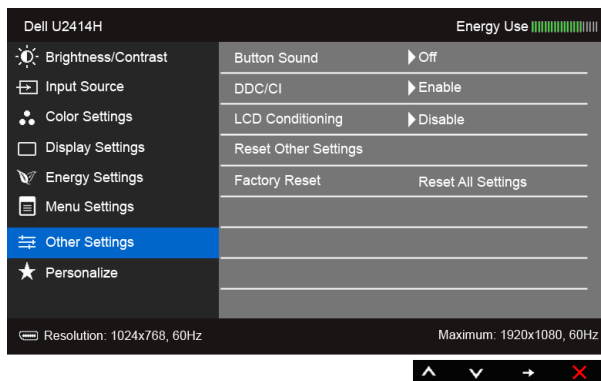 Dell U2414H Energy Use
Brightness/Contrast Button Sound Off
Input Source DDC/CI Enable
Color Settings LCD Conditioning Disable
Display Settings Reset Other Settings
Energy Settings Factory Reset Reset All Settings
Menu Settings
Other Settings
Personalize
Resolution: 1024x768, 60Hz Maximum: 1920x1080, 60Hz